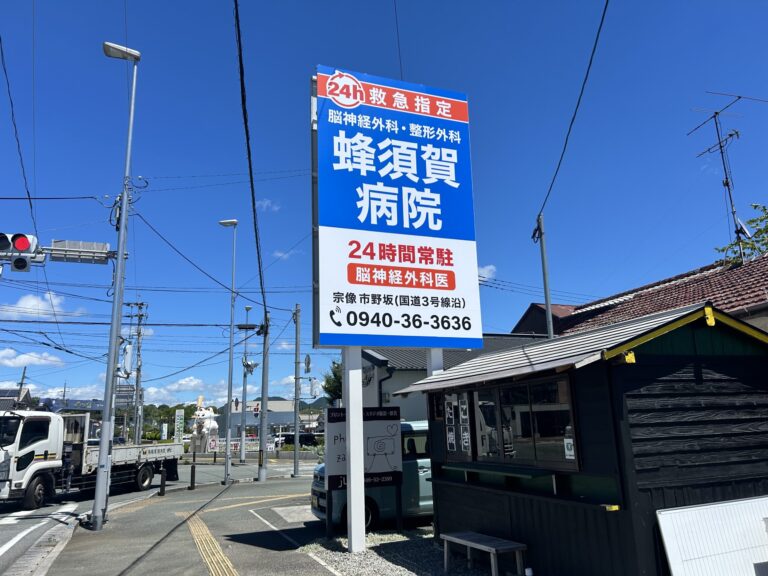 24h 救急指定
脳神経外科・整形外科
蜂須賀
病院
24時間常駐
脳神経外科医
宗像市野坂(国道3号線沿)
0940-36-3636